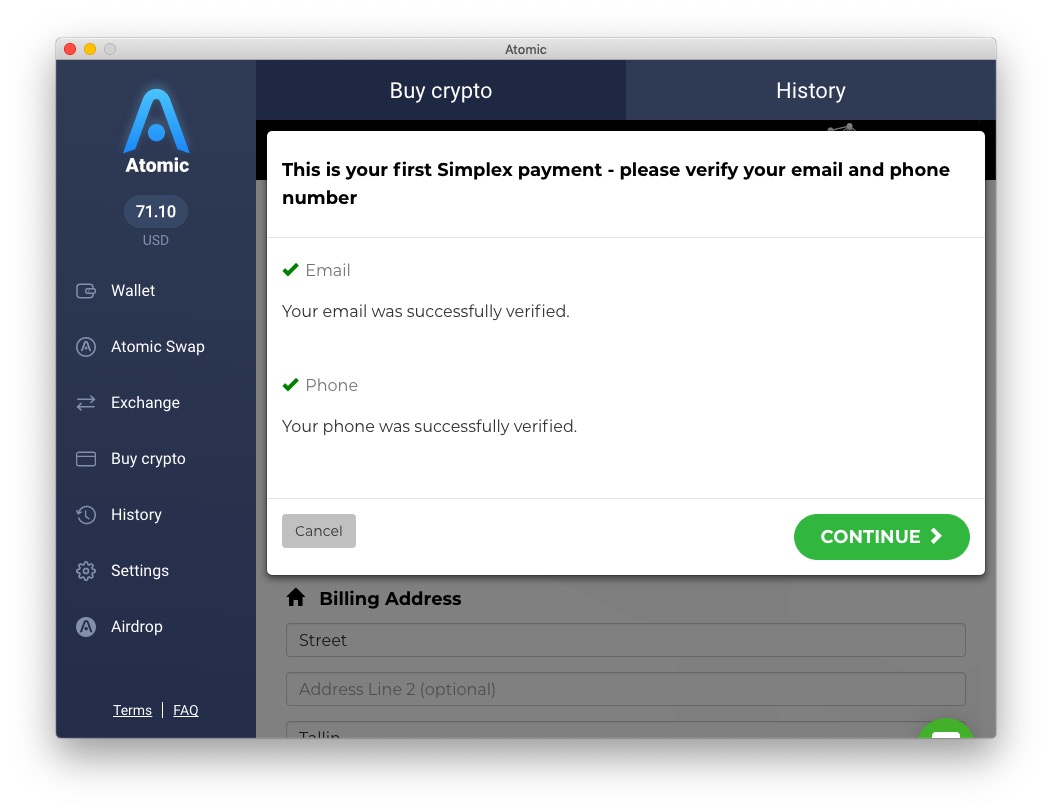 Atomic
Atomic
71.10
USD
Wallet
Atomic Swap
Exchange
Buy crypto
History
Settings
Airdrop
Terms | FAQ
Buy crypto
History
This is your first Simplex payment - please verify your email and phone
number
Email
Your email was successfully verified.
Phone
Your phone was successfully verified.
Cancel
CONTINUE
Billing Address
Street
Address Line 2 (optional)
Tallin